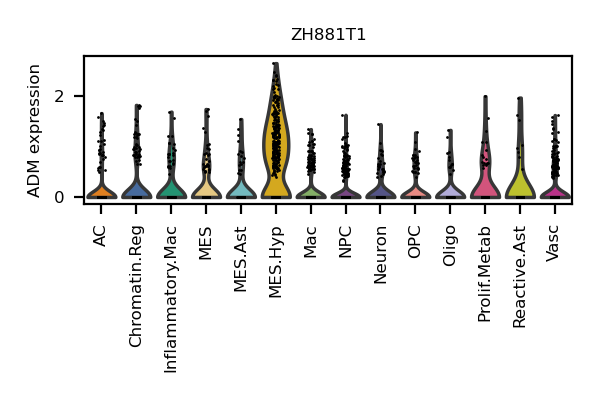 ZH881T1
ADM expression
2
0
AC
Chromatin.Reg
Inflammatory.Mac
MES
MES.Ast
MES.Hyp
Mac
NPC
Neuron
OPC
Oligo
Prolif.Metab
Reactive.Ast
Vasc